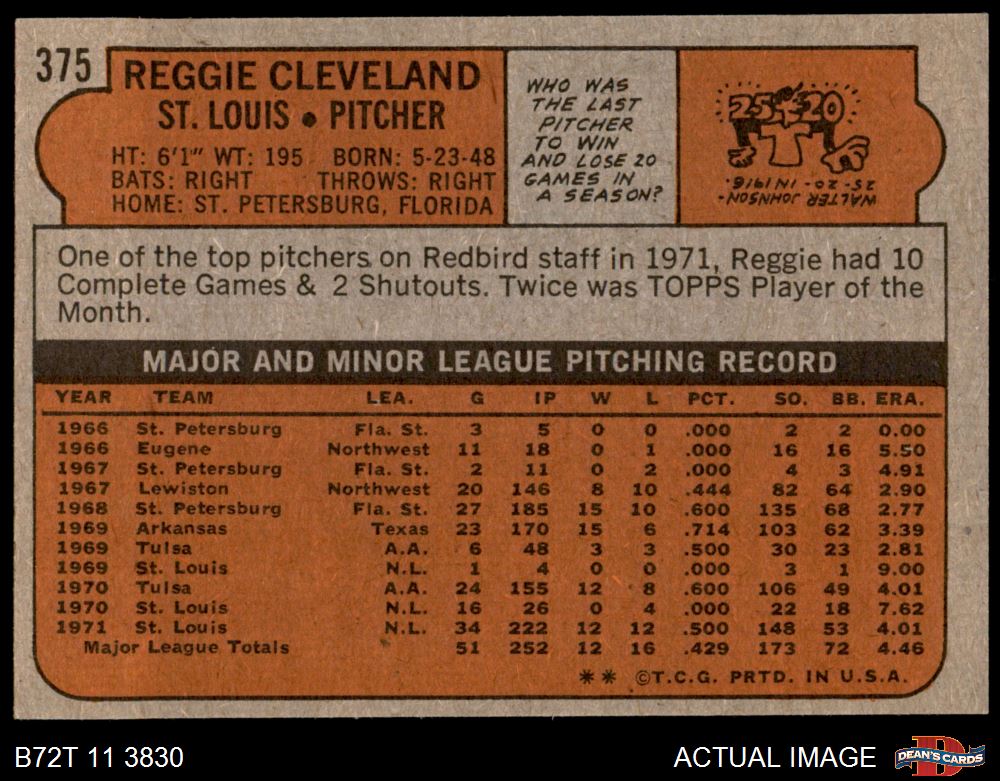 375
REGGIE CLEVELAND
ST. LOUIS • PITCHER
HT: 6'1" WT: 195 BORN: 5-23-48
BATS: RIGHT THROWS: RIGHT
HOME: ST. PETERSBURG, FLORIDA
WHO WAS
THE LAST
PITCHER
TO WIN
AND LOSE 20
GAMES IN
A SEASON?
25 & 20
WALTER JOHNSON-
25-20- IN 1916.
One of the top pitchers on Redbird staff in 1971, Reggie had 10
Complete Games & 2 Shutouts. Twice was TOPPS Player of the
Month.
MAJOR AND MINOR LEAGUE PITCHING RECORD
YEAR TEAM LEA. G IP W L PCT. SO. BB. ERA.
1966 St. Petersburg Fla. St. 3 5 0 0 .000 2 2 0.00
1966 Eugene Northwest 11 18 0 1 .000 16 16 5.50
1967 St. Petersburg Fla. St. 2 11 0 2 .000 4 3 4.91
1967 Lewiston Northwest 20 146 8 10 .444 82 64 2.90
1968 St. Petersburg Fla. St. 27 185 15 10 .600 135 68 2.77
1969 Arkansas Texas 23 170 15 6 .714 103 62 3.39
1969 Tulsa A.A. 6 48 3 3 .500 30 23 2.81
1969 St. Louis N.L. 1 4 0 0 .000 3 1 9.00
1970 Tulsa A.A. 24 155 12 8 .600 106 49 4.01
1970 St. Louis N.L. 16 26 0 4 .000 22 18 7.62
1971 St. Louis N.L. 34 222 12 12 .500 148 53 4.01
Major League Totals 51 252 12 16 .429 173 72 4.46
** ©T.C.G. PRTD. IN U.S.A.
B72T 11 3830
ACTUAL IMAGE
D
DEAN'S CARDS